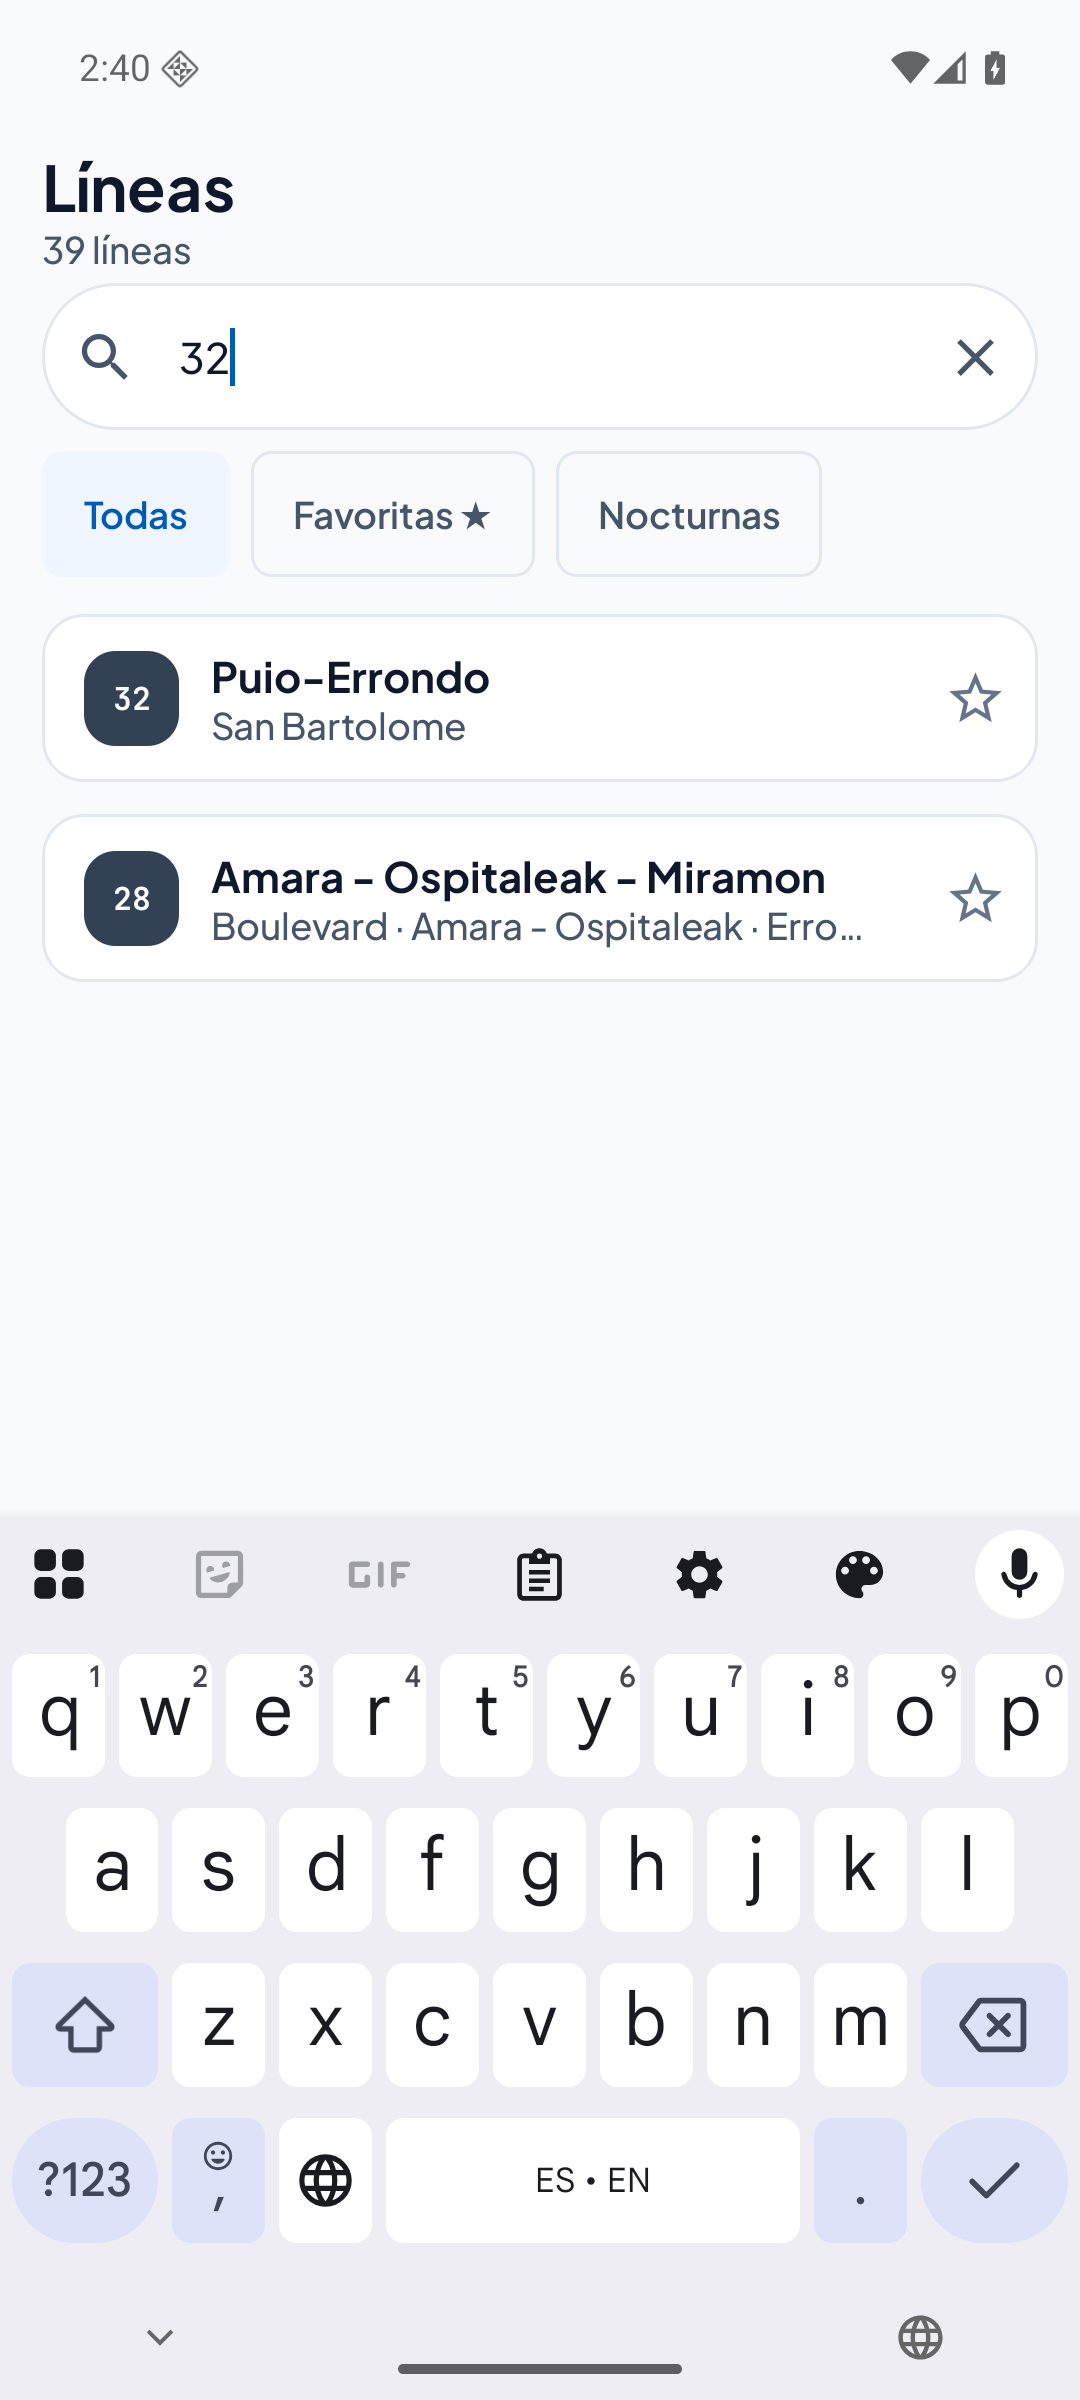 2:40
Líneas
39 líneas
32
Todas
Favoritas ★
Nocturnas
32
Puio-Errondo
San Bartolome
28
Amara - Ospitaleak - Miramon
Boulevard · Amara - Ospitaleak · Erro...
GIF
q1 w2 e3 r4 t5 y6 u7 i8 o9 p0
a s d f g h j k l
z x c v b n m
?123 , ES • EN .